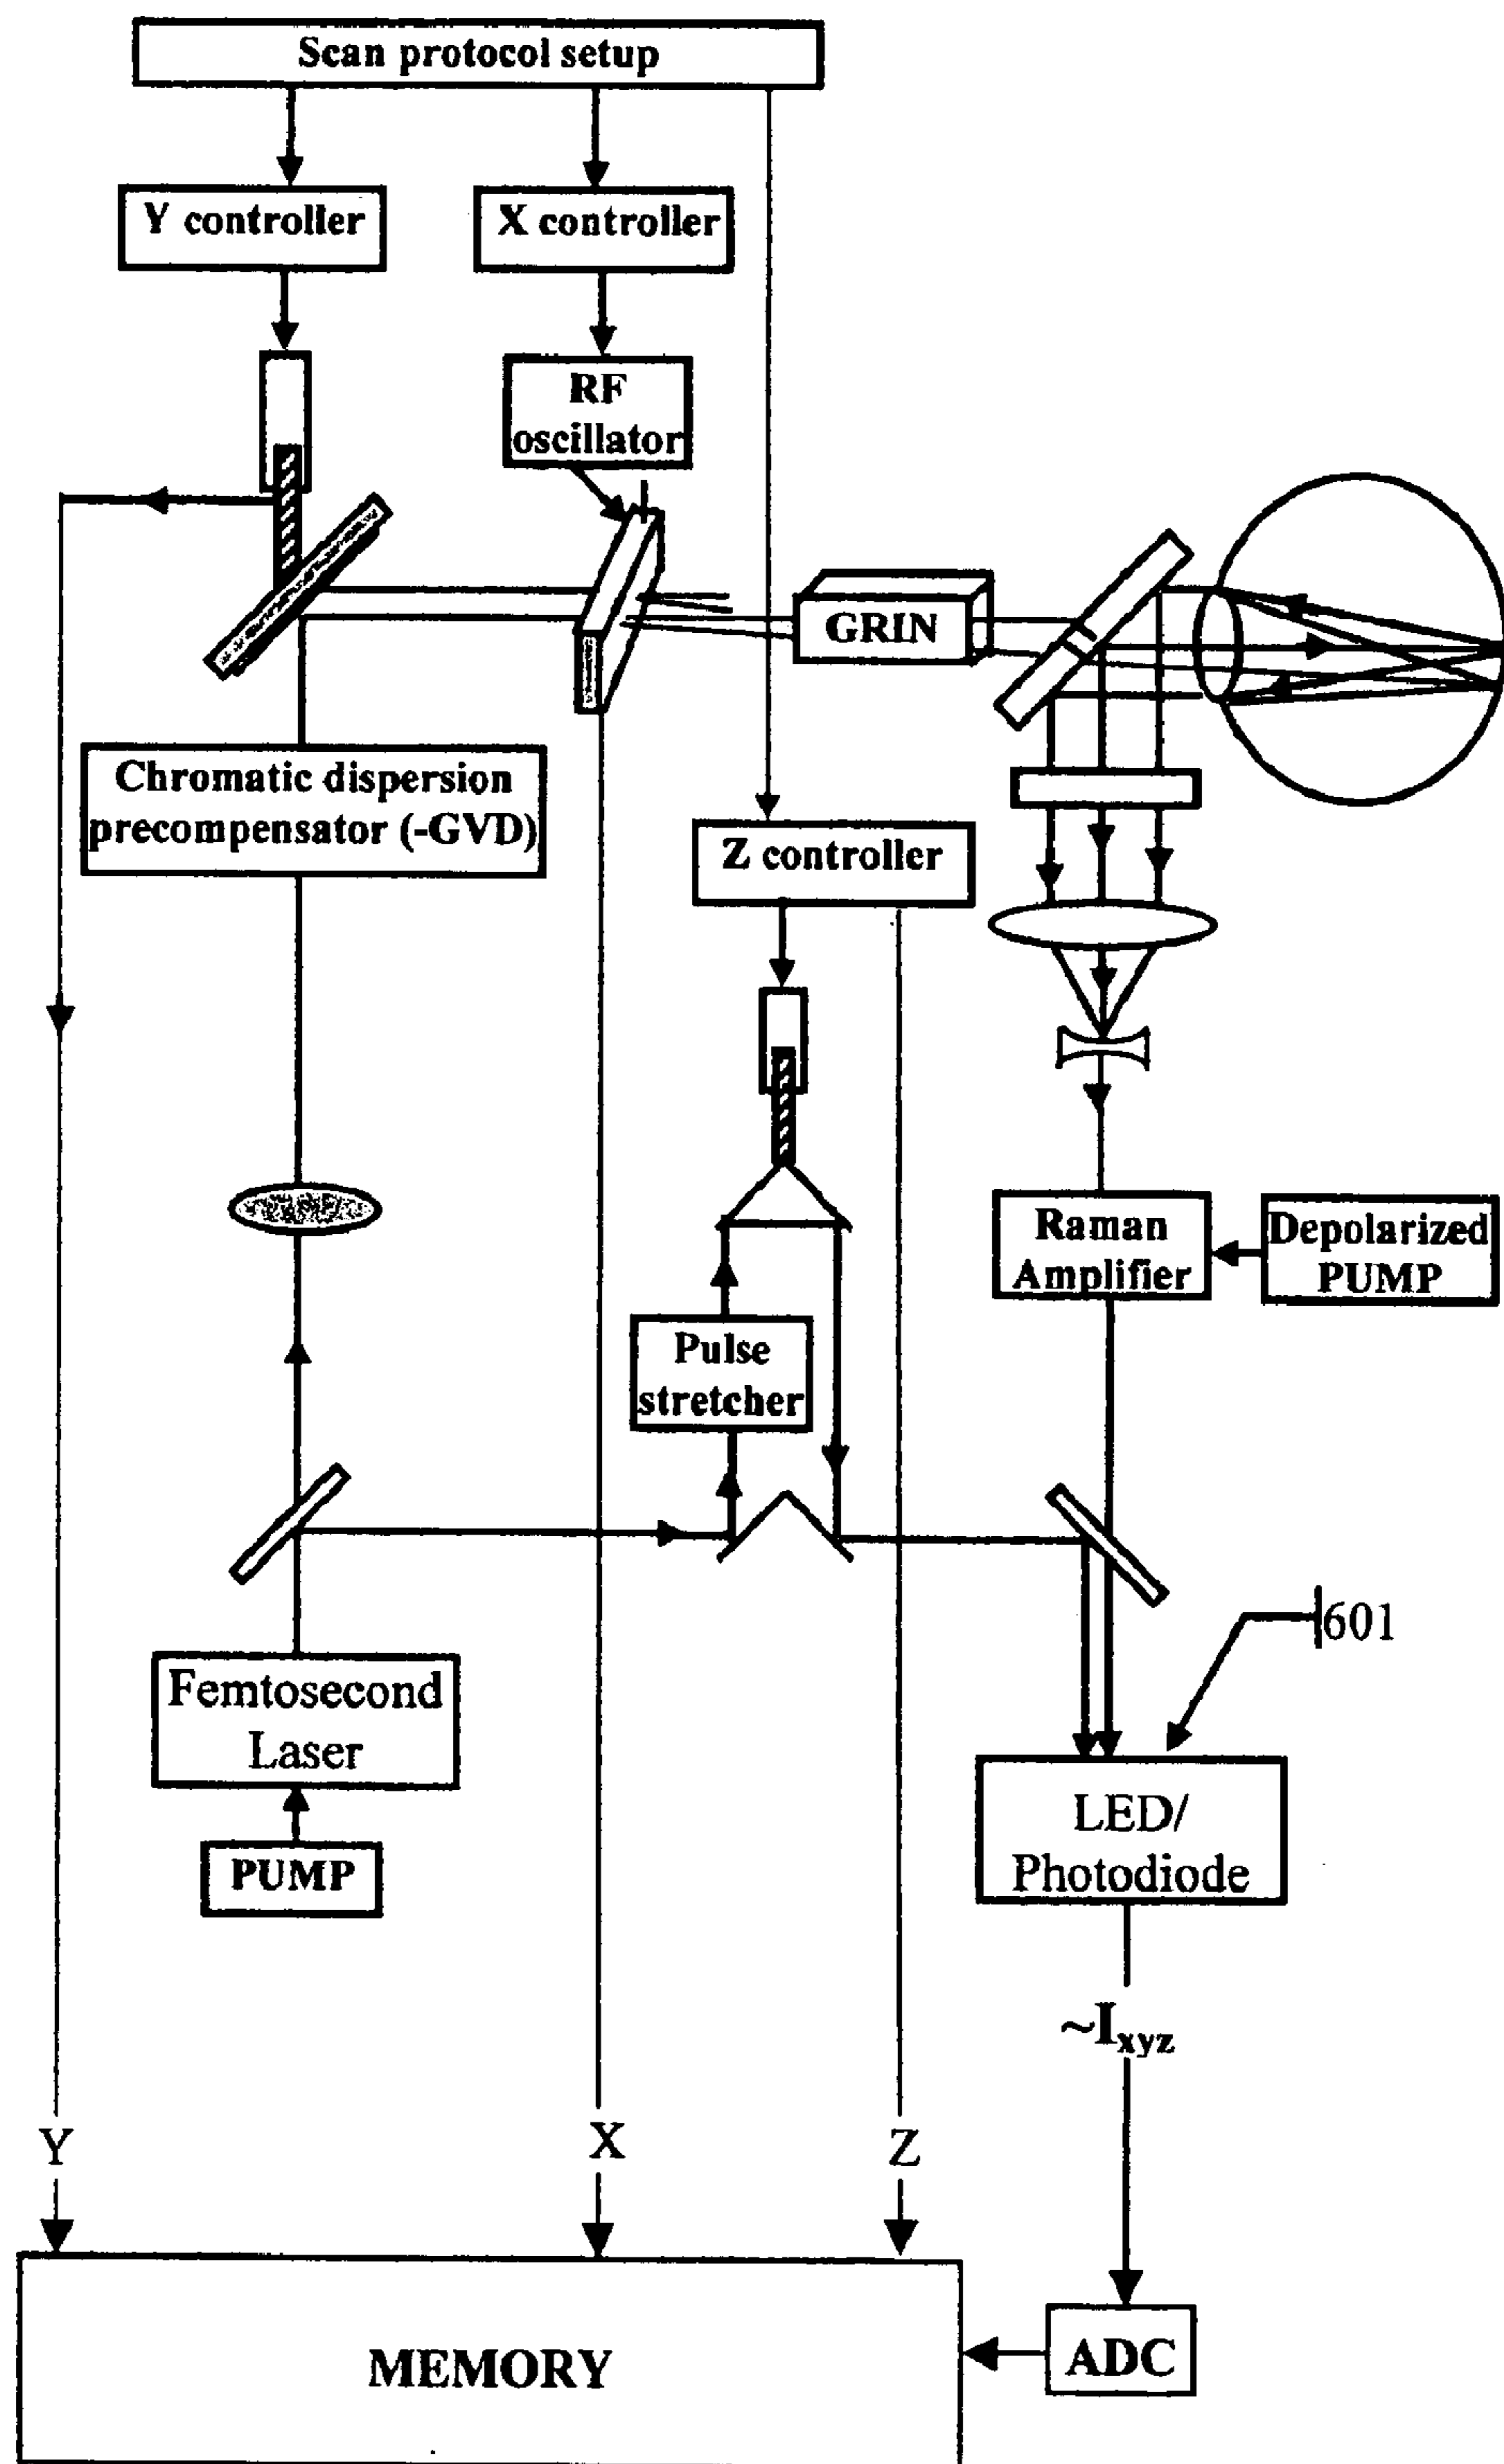 Scan protocol setup
Y controller
X controller
RF
oscillator
GRIN
Chromatic dispersion
precompensator (-GVD)
Z controller
Raman
Amplifier
Depolarized
PUMP
Pulse
stretcher
601
Femtosecond
Laser
PUMP
LED/
Photodiode
~Ixyz
Y
X
Z
MEMORY
ADC